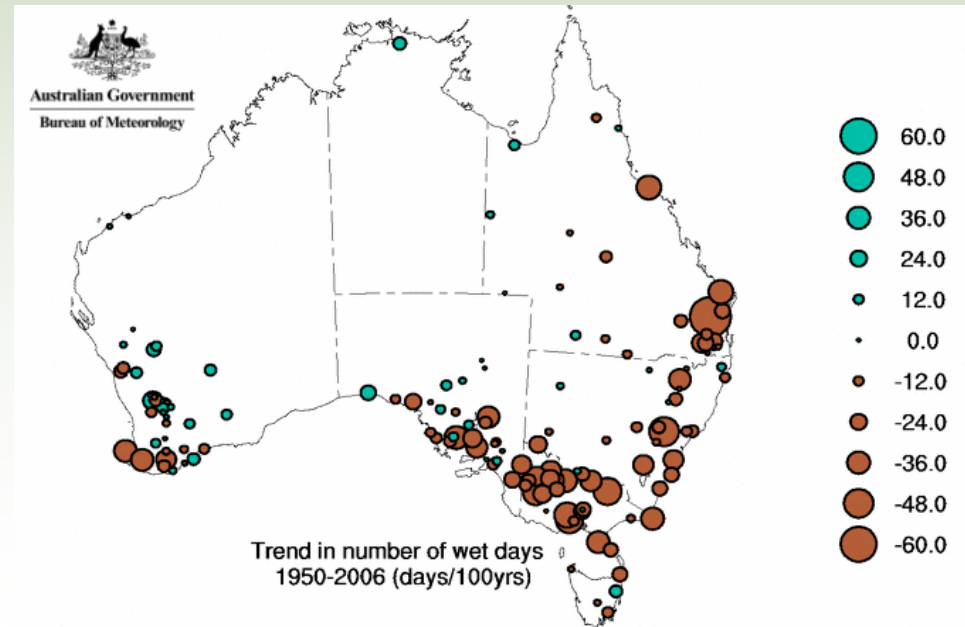 Australian Government
Bureau of Meteorology
60.0
48.0
36.0
24.0
12.0
0.0
-12.0
-24.0
-36.0
-48.0
-60.0
Trend in number of wet days
1950-2006 (days/100yrs)